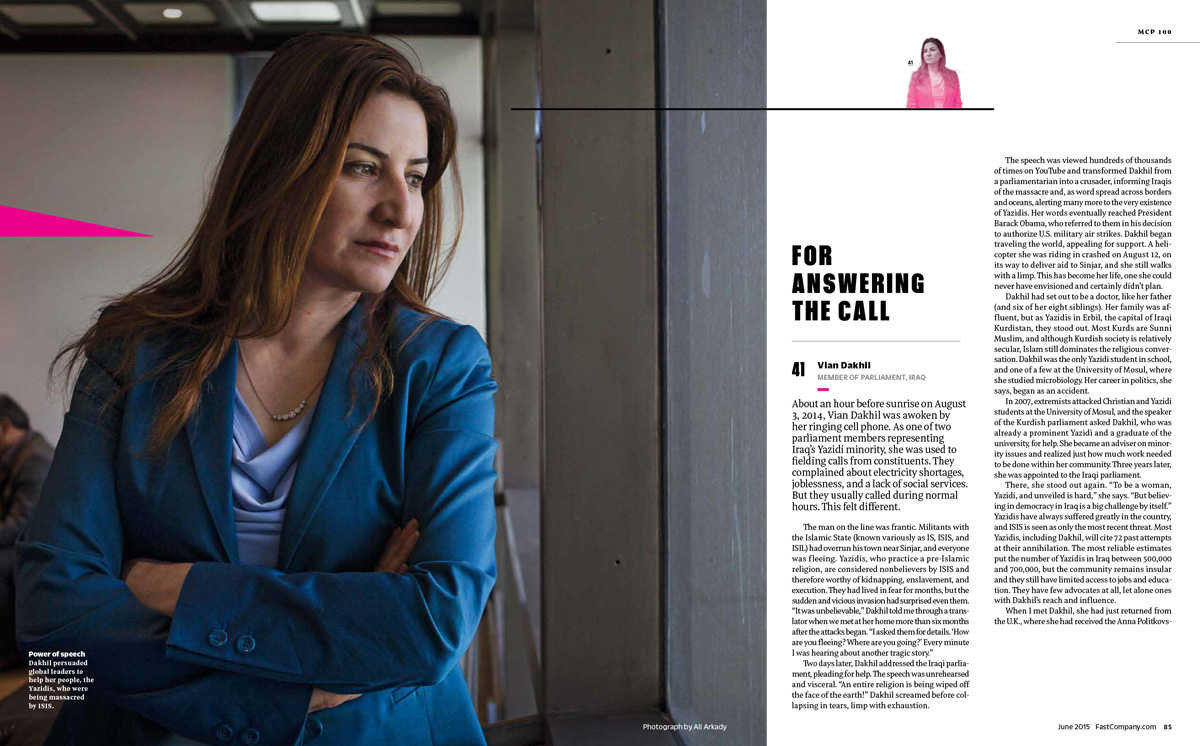 Power of speech
Dakhil persuaded
global leaders to
help her people, the
Yazidis, who were
being massacred
by ISIS.
Photograph by Ali Arkady
MCP 100
41
FOR
ANSWERING
THE CALL
41 Vian Dakhil
MEMBER OF PARLIAMENT, IRAQ
About an hour before sunrise on August
3, 2014, Vian Dakhil was awoken by
her ringing cell phone. As one of two
parliament members representing
Iraq's Yazidi minority, she was used to
fielding calls from constituents. They
complained about electricity shortages,
joblessness, and a lack of social services.
But they usually called during normal
hours. This felt different.
The man on the line was frantic. Militants with
the Islamic State (known variously as IS, ISIS, and
ISIL) had overrun his town near Sinjar, and everyone
was fleeing. Yazidis, who practice a pre-Islamic
religion, are considered nonbelievers by ISIS and
therefore worthy of kidnapping, enslavement, and
execution. They had lived in fear for months, but the
sudden and vicious invasion had surprised even them.
“It was unbelievable,” Dakhil told me through a trans-
lator when we met at her home more than six months
after the attacks began. “I asked them for details. ‘How
are you fleeing? Where are you going?’ Every minute
I was hearing about another tragic story.”
Two days later, Dakhil addressed the Iraqi parlia-
ment, pleading for help. The speech was unrehearsed
and visceral. “An entire religion is being wiped off
the face of the earth!” Dakhil screamed before col-
lapsing in tears, limp with exhaustion.
The speech was viewed hundreds of thousands
of times on YouTube and transformed Dakhil from
a parliamentarian into a crusader, informing Iraqis
of the massacre and, as word spread across borders
and oceans, alerting many more to the very existence
of Yazidis. Her words eventually reached President
Barack Obama, who referred to them in his decision
to authorize U.S. military air strikes. Dakhil began
traveling the world, appealing for support. A heli-
copter she was riding in crashed on August 12, on
its way to deliver aid to Sinjar, and she still walks
with a limp. This has become her life, one she could
never have envisioned and certainly didn't plan.
Dakhil had set out to be a doctor, like her father
(and six of her eight siblings). Her family was af-
fluent, but as Yazidis in Erbil, the capital of Iraqi
Kurdistan, they stood out. Most Kurds are Sunni
Muslim, and although Kurdish society is relatively
secular, Islam still dominates the religious conver-
sation. Dakhil was the only Yazidi student in school,
and one of a few at the University of Mosul, where
she studied microbiology. Her career in politics, she
says, began as an accident.
In 2007, extremists attacked Christian and Yazidi
students at the University of Mosul, and the speaker
of the Kurdish parliament asked Dakhil, who was
already a prominent Yazidi and a graduate of the
university, for help. She became an adviser on minor-
ity issues and realized just how much work needed
to be done within her community. Three years later,
she was appointed to the Iraqi parliament.
There, she stood out again. “To be a woman,
Yazidi, and unveiled is hard,” she says. “But believ-
ing in democracy in Iraq is a big challenge by itself.”
Yazidis have always suffered greatly in the country,
and ISIS is seen as only the most recent threat. Most
Yazidis, including Dakhil, will cite 72 past attempts
at their annihilation. The most reliable estimates
put the number of Yazidis in Iraq between 500,000
and 700,000, but the community remains insular
and they still have limited access to jobs and educa-
tion. They have few advocates at all, let alone ones
with Dakhil's reach and influence.
When I met Dakhil, she had just returned from
the U.K., where she had received the Anna Politkovs-
June 2015 FastCompany.com 85